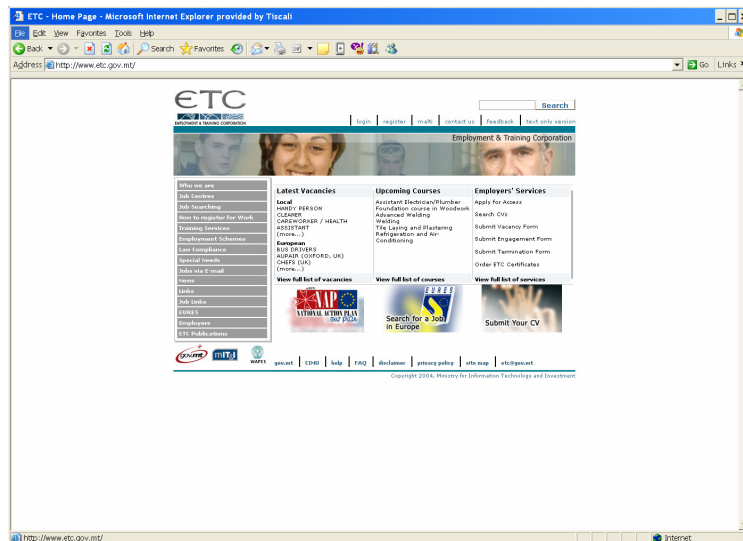 ETC - Home Page - Microsoft Internet Explorer provided by Tiscali
File Edit View Favorites Tools Help
Back Search Favorites
Address http://www.etc.gov.mt/ Go Links
ETC
EMPLOYMENT & TRAINING CORPORATION
Search
login register malti contact us feedback text only version
Employment & Training Corporation
Who we are
Job Centres
Job Searching
How to register for Work
Training Services
Employment Schemes
Law Compliance
Special Needs
Jobs via E-mail
News
Links
Job Links
EURES
Employers
ETC Publications
Latest Vacancies
Local
HANDY PERSON
CLEANER
CAREWORKER / HEALTH
ASSISTANT
(more...)
European
BUS DRIVERS
AUPAIR (OXFORD, UK)
CHEFS (UK)
(more...)
View full list of vacancies
Upcoming Courses
Assistant Electrician/Plumber
Foundation course in Woodwork
Advanced Welding
Welding
Tile Laying and Plastering
Refrigeration and Air-
Conditioning
View full list of courses
Employers' Services
Apply for Access
Search CVs
Submit Vacancy Form
Submit Engagement Form
Submit Termination Form
Order ETC Certificates
View full list of services
NAP
NATIONAL ACTION PLAN
EURES
Search for a Job
in Europe
Submit Your CV
gov.mt
WAPES
gov.mt CIMU help FAQ disclaimer privacy policy site map etc@gov.mt
Copyright 2004, Ministry for Information Technology and Investment
http://www.etc.gov.mt/ Internet